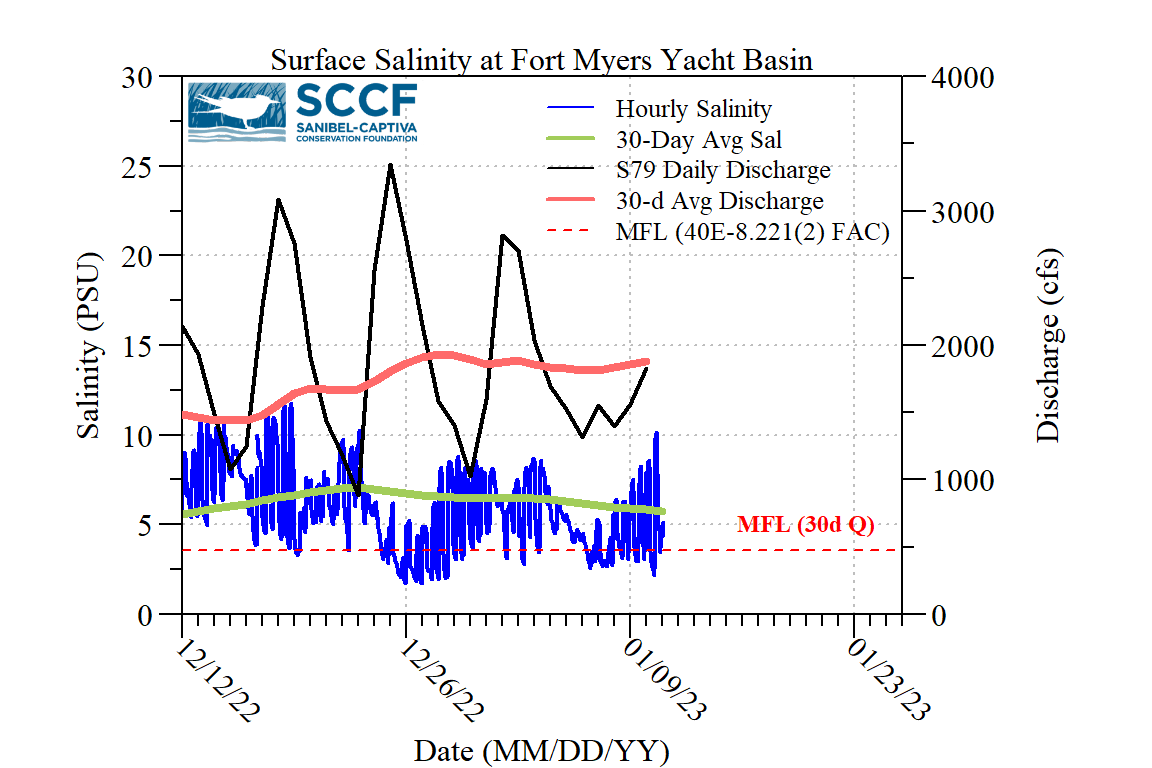 Surface Salinity at Fort Myers Yacht Basin
SCCF
SANIBEL-CAPTIVA
CONSERVATION FOUNDATION
Hourly Salinity
30-Day Avg Sal
S79 Daily Discharge
30-d Avg Discharge
MFL (40E-8.221(2) FAC)
30
25
20
15
10
5
0
Salinity (PSU)
4000
3000
2000
1000
0
Discharge (cfs)
MFL (30d Q)
12/12/22
12/26/22
01/09/23
01/23/23
Date (MM/DD/YY)